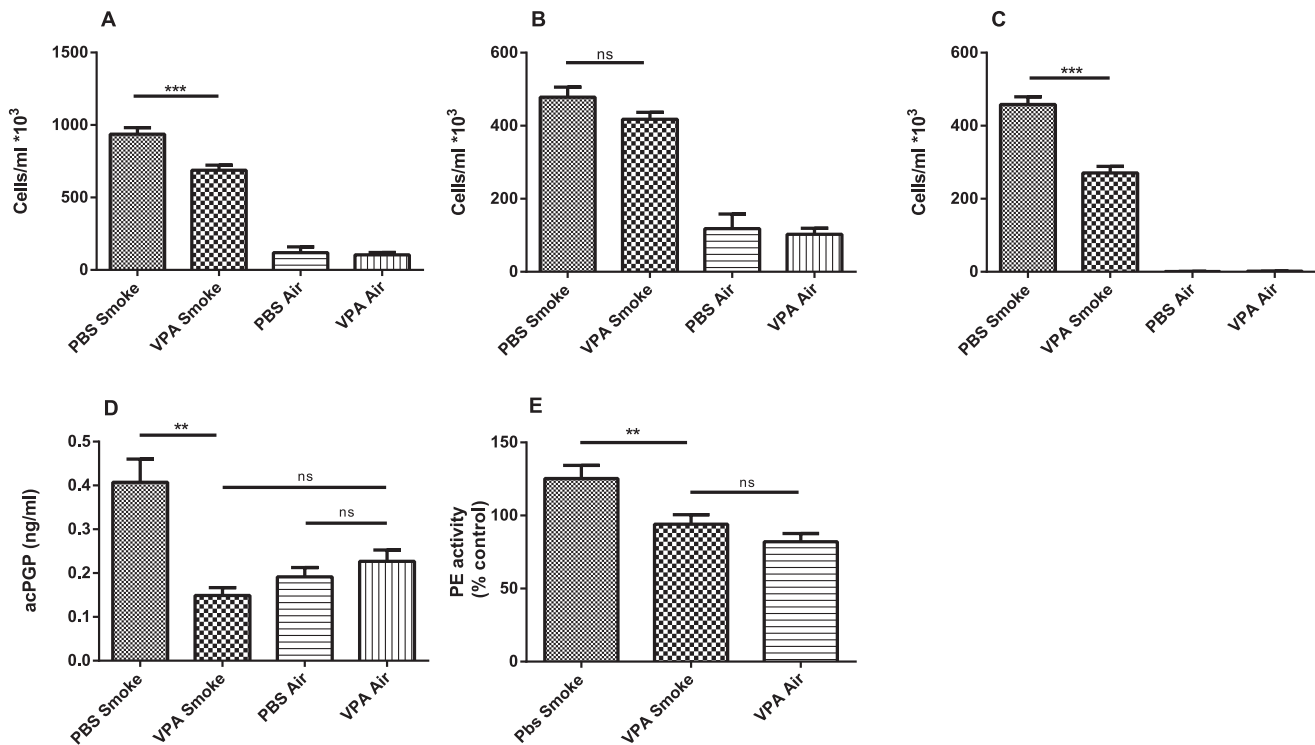 A
Cells/ml *10³
1500
1000
500
0
***
PBS Smoke
VPA Smoke
PBS Air
VPA Air
B
Cells/ml *10³
600
400
200
0
ns
PBS Smoke
VPA Smoke
PBS Air
VPA Air
C
Cells/ml *10³
600
400
200
0
***
PBS Smoke
VPA Smoke
PBS Air
VPA Air
D
acPGP (ng/ml)
0.5
0.4
0.3
0.2
0.1
0.0
**
ns
ns
PBS Smoke
VPA Smoke
PBS Air
VPA Air
E
PE activity
(% control)
150
100
50
0
**
ns
Pbs Smoke
VPA Smoke
VPA Air